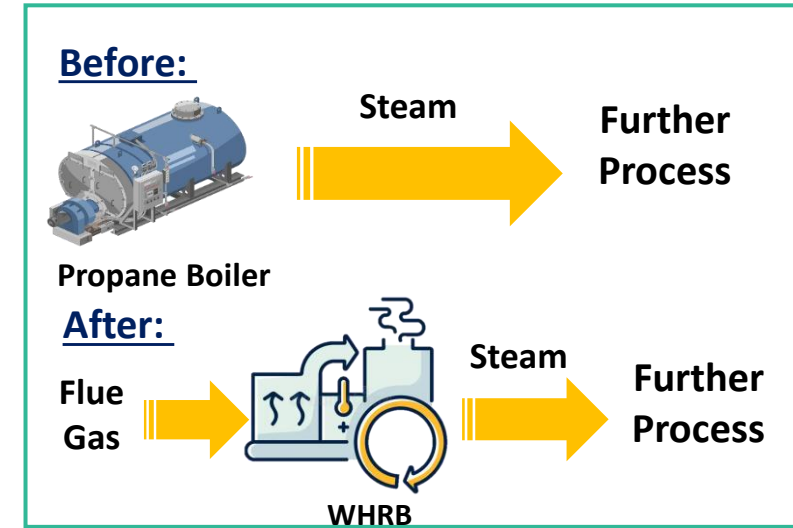 Before:
Steam
Further
Process
Propane Boiler
After:
Flue
Gas
Steam
Further
Process
WHRB